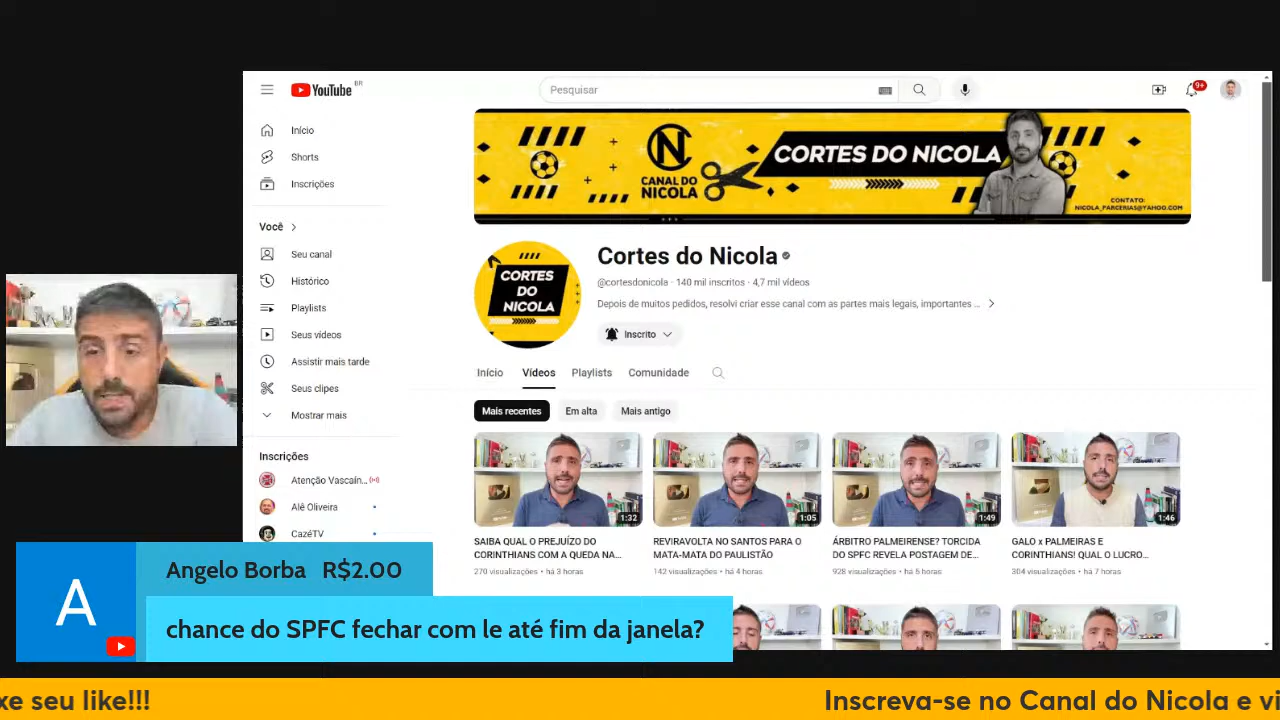 YouTube BR
Pesquisar
9+
Início
Shorts
Inscrições
Você
Seu canal
Histórico
Playlists
Seus vídeos
Assistir mais tarde
Seus clipes
Mostrar mais
Inscrições
Atenção Vascaín...
Alê Oliveira
CazéTV
CANAL DO
NICOLA
CORTES DO NICOLA
CONTATO:
NICOLA_PARCERIAS@YAHOO.COM
CORTES
DO
NICOLA
Cortes do Nicola
@cortesdonicola · 140 mil inscritos · 4,7 mil vídeos
Depois de muitos pedidos, resolvi criar esse canal com as partes mais legais, importantes ...
Inscrito
Início Vídeos Playlists Comunidade
Mais recentes Em alta Mais antigo
1:32
SAIBA QUAL O PREJUÍZO DO
CORINTHIANS COM A QUEDA NA...
270 visualizações • há 3 horas
1:05
REVIRAVOLTA NO SANTOS PARA O
MATA-MATA DO PAULISTÃO
142 visualizações • há 4 horas
1:49
ÁRBITRO PALMEIRENSE? TORCIDA
DO SPFC REVELA POSTAGEM DE...
928 visualizações • há 6 horas
1:46
GALO x PALMEIRAS E
CORINTHIANS! QUAL O LUCRO...
304 visualizações • há 7 horas
A
Angelo Borba R$2.00
chance do SPFC fechar com le até fim da janela?
xe seu like!!!
Inscreva-se no Canal do Nicola e vi